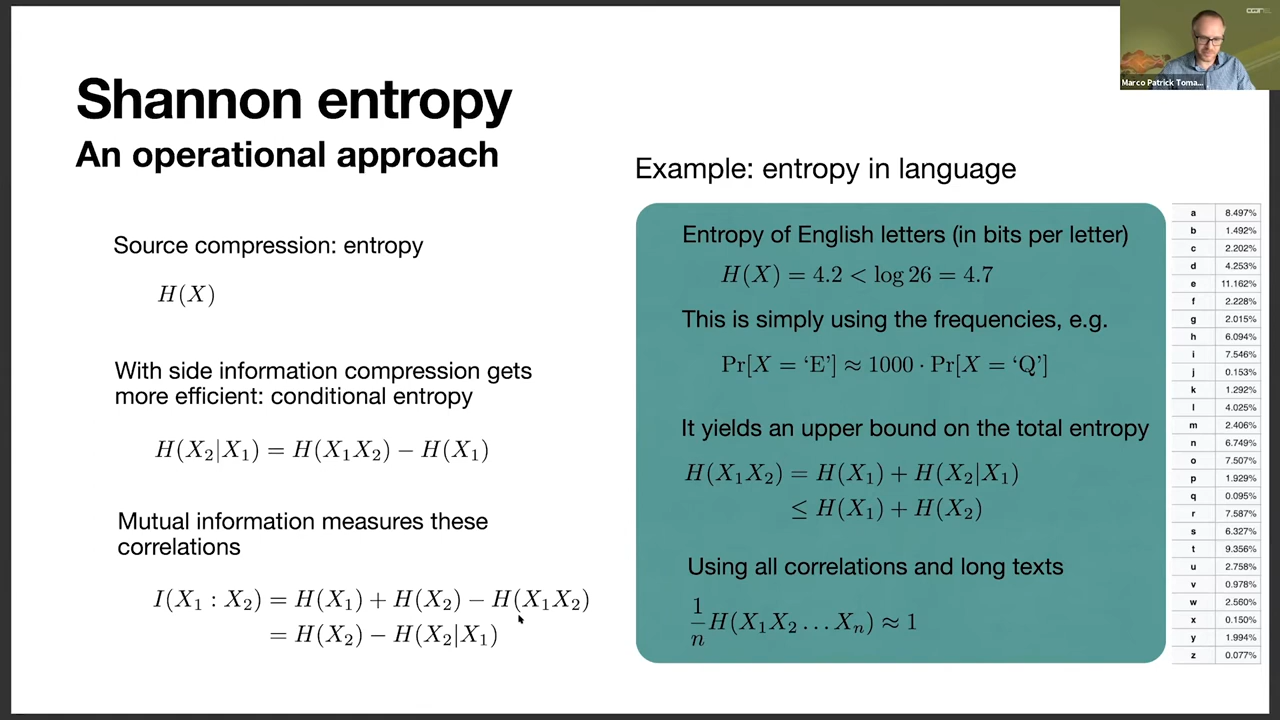 Shannon entropy
An operational approach
Source compression: entropy
H(X)
With side information compression gets
more efficient: conditional entropy
H(X₂|X₁) = H(X₁X₂) − H(X₁)
Mutual information measures these
correlations
I(X₁ : X₂) = H(X₁) + H(X₂) − H(X₁X₂)
= H(X₂) − H(X₂|X₁)
Example: entropy in language
Entropy of English letters (in bits per letter)
H(X) = 4.2 < log 26 = 4.7
This is simply using the frequencies, e.g.
Pr[X = ‘E’] ≈ 1000 · Pr[X = ‘Q’]
It yields an upper bound on the total entropy
H(X₁X₂) = H(X₁) + H(X₂|X₁)
≤ H(X₁) + H(X₂)
Using all correlations and long texts
1/n H(X₁X₂ … Xₙ) ≈ 1
a 8.497%
b 1.492%
c 2.202%
d 4.253%
e 11.162%
f 2.228%
g 2.015%
h 6.094%
i 7.546%
j 0.153%
k 1.292%
l 4.025%
m 2.406%
n 6.749%
o 7.507%
p 1.929%
q 0.095%
r 7.587%
s 6.327%
t 9.356%
u 2.758%
v 0.978%
w 2.560%
x 0.150%
y 1.994%
z 0.077%
Marco Patrick Toma...